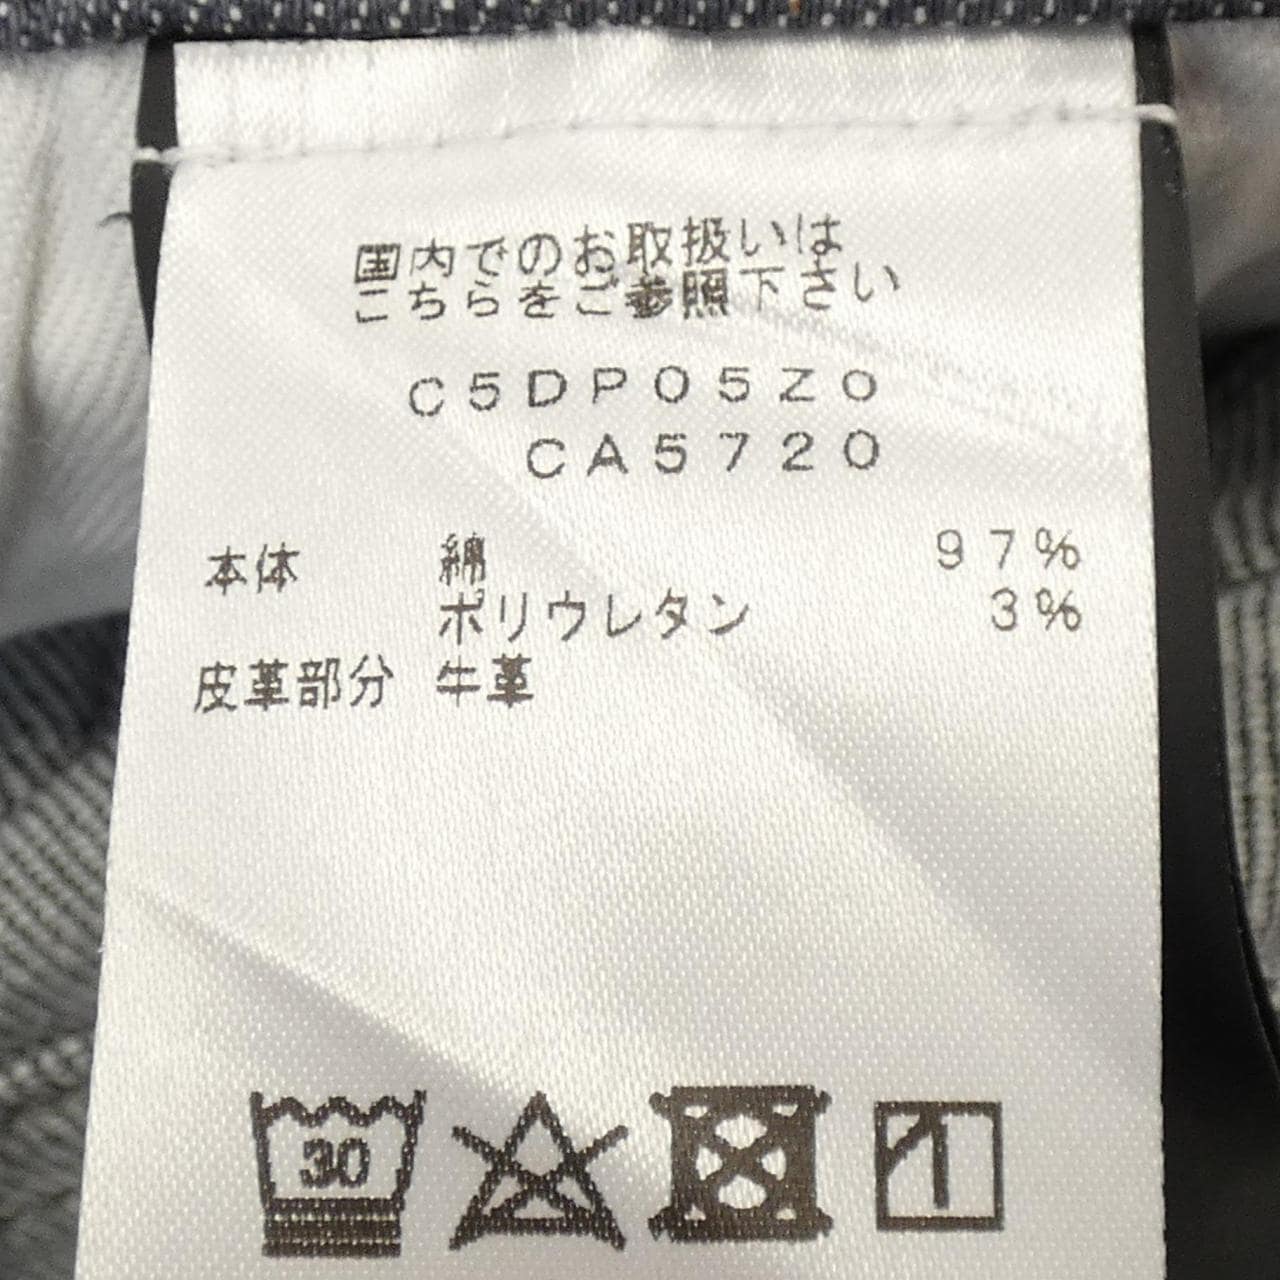 国内でのお取扱いは
こちらをご参照下さい
C5DP05Z0
CA5720
本体 綿 97%
ポリウレタン 3%
皮革部分 牛革
30